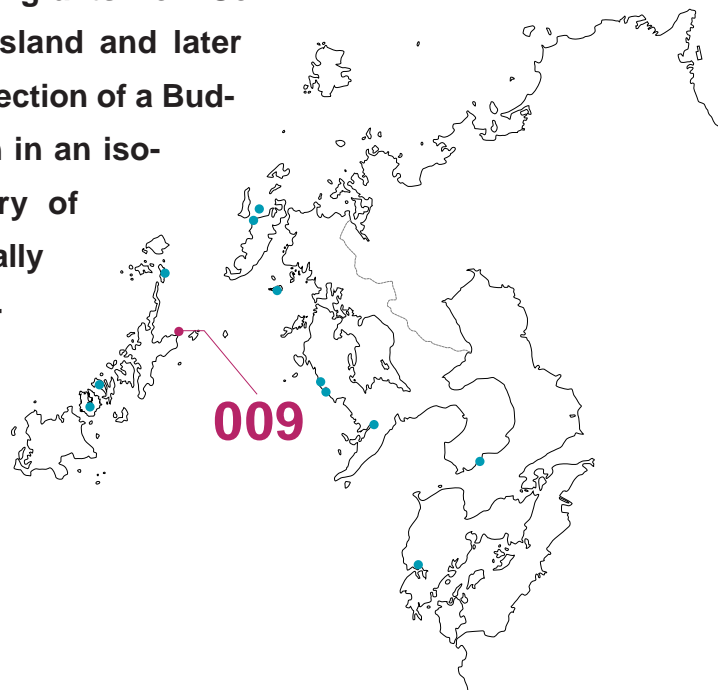 island and later
ection of a Bud-
in an iso-
ry of
ally
009